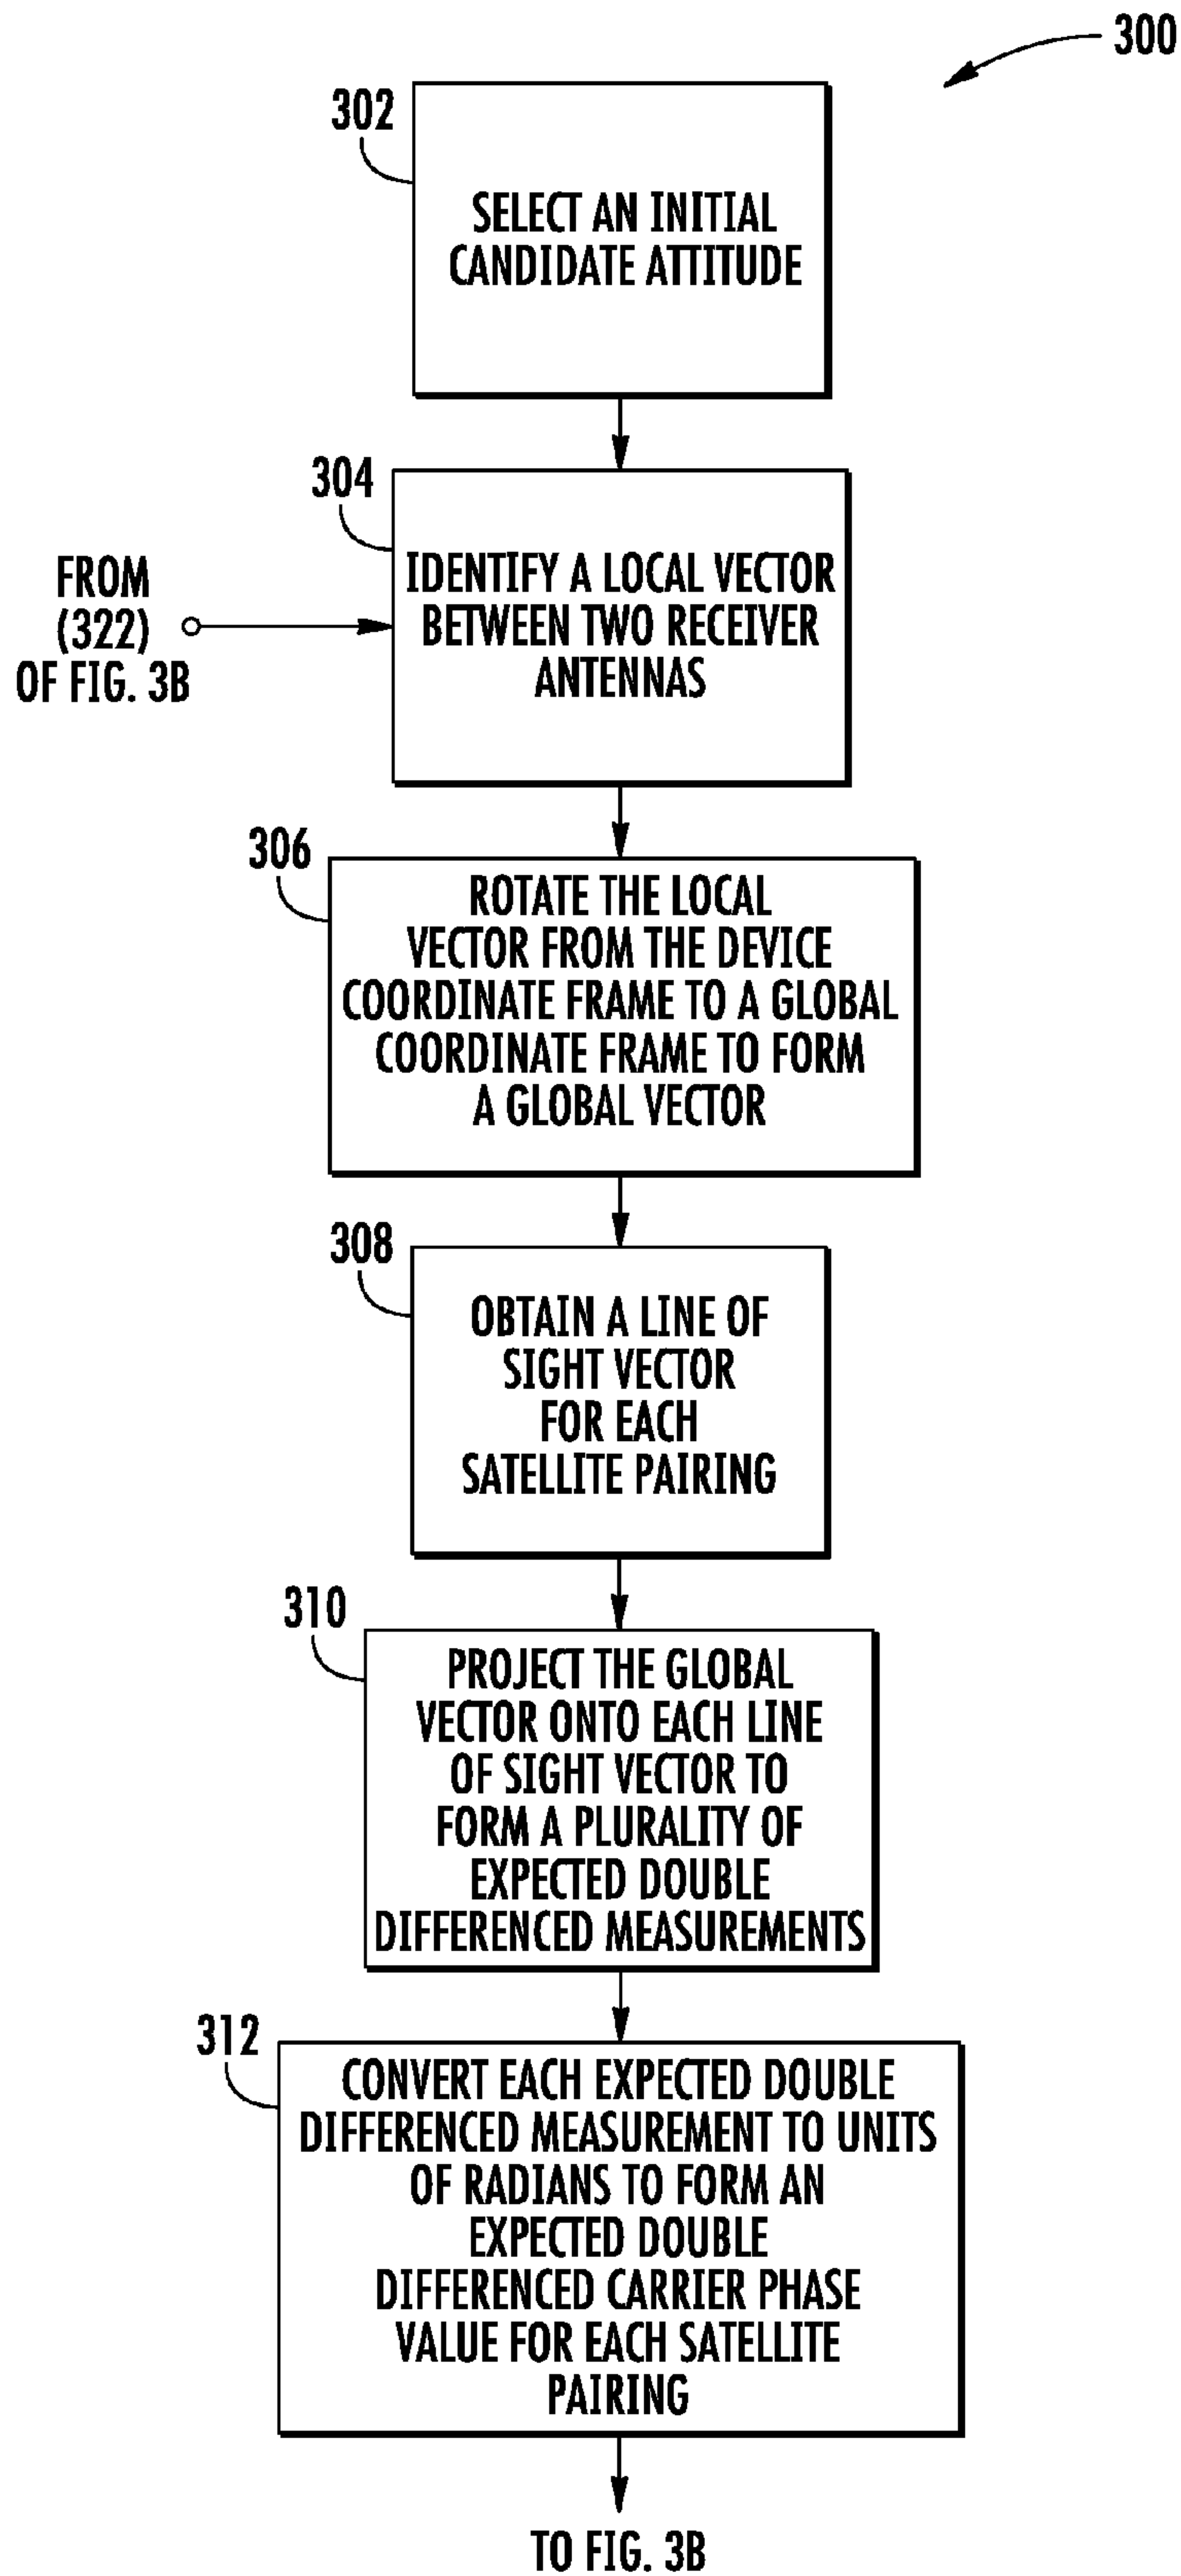 300
302
SELECT AN INITIAL
CANDIDATE ATTITUDE
304
IDENTIFY A LOCAL VECTOR
BETWEEN TWO RECEIVER
ANTENNAS
FROM
(322)
OF FIG. 3B
306
ROTATE THE LOCAL
VECTOR FROM THE DEVICE
COORDINATE FRAME TO A GLOBAL
COORDINATE FRAME TO FORM
A GLOBAL VECTOR
308
OBTAIN A LINE OF
SIGHT VECTOR
FOR EACH
SATELLITE PAIRING
310
PROJECT THE GLOBAL
VECTOR ONTO EACH LINE
OF SIGHT VECTOR TO
FORM A PLURALITY OF
EXPECTED DOUBLE
DIFFERENCED MEASUREMENTS
312
CONVERT EACH EXPECTED DOUBLE
DIFFERENCED MEASUREMENT TO UNITS
OF RADIANS TO FORM AN
EXPECTED DOUBLE
DIFFERENCED CARRIER PHASE
VALUE FOR EACH SATELLITE
PAIRING
TO FIG. 3B